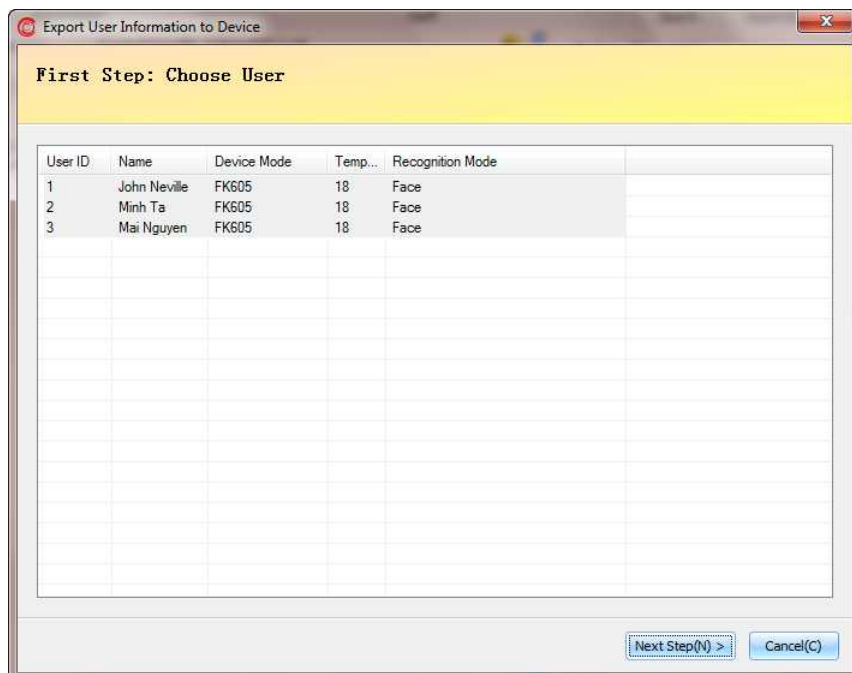 Export User Information to Device
First Step: Choose User
User ID Name Device Mode Temp... Recognition Mode
1 John Neville FK605 18 Face
2 Minh Ta FK605 18 Face
3 Mai Nguyen FK605 18 Face
Next Step(N) > Cancel(C)